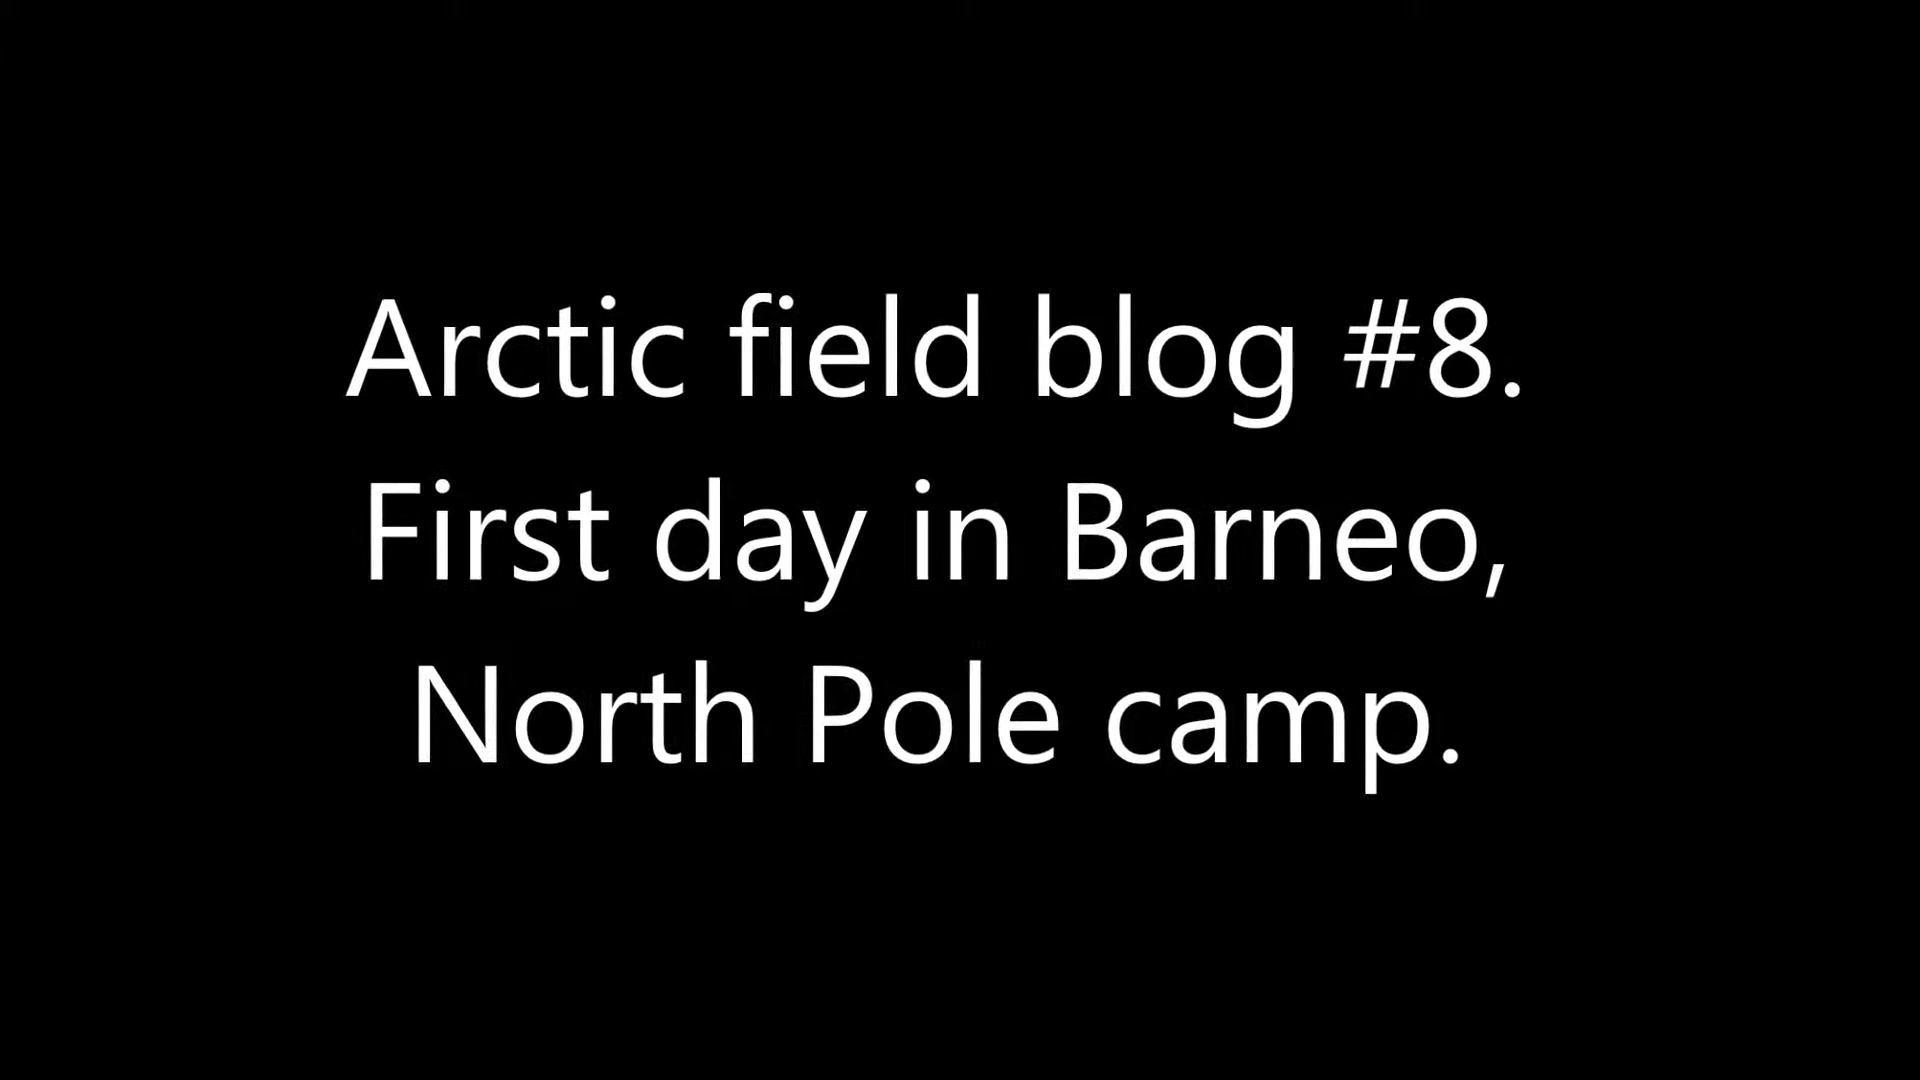 Arctic field blog #8.
First day in Barneo,
North Pole camp.